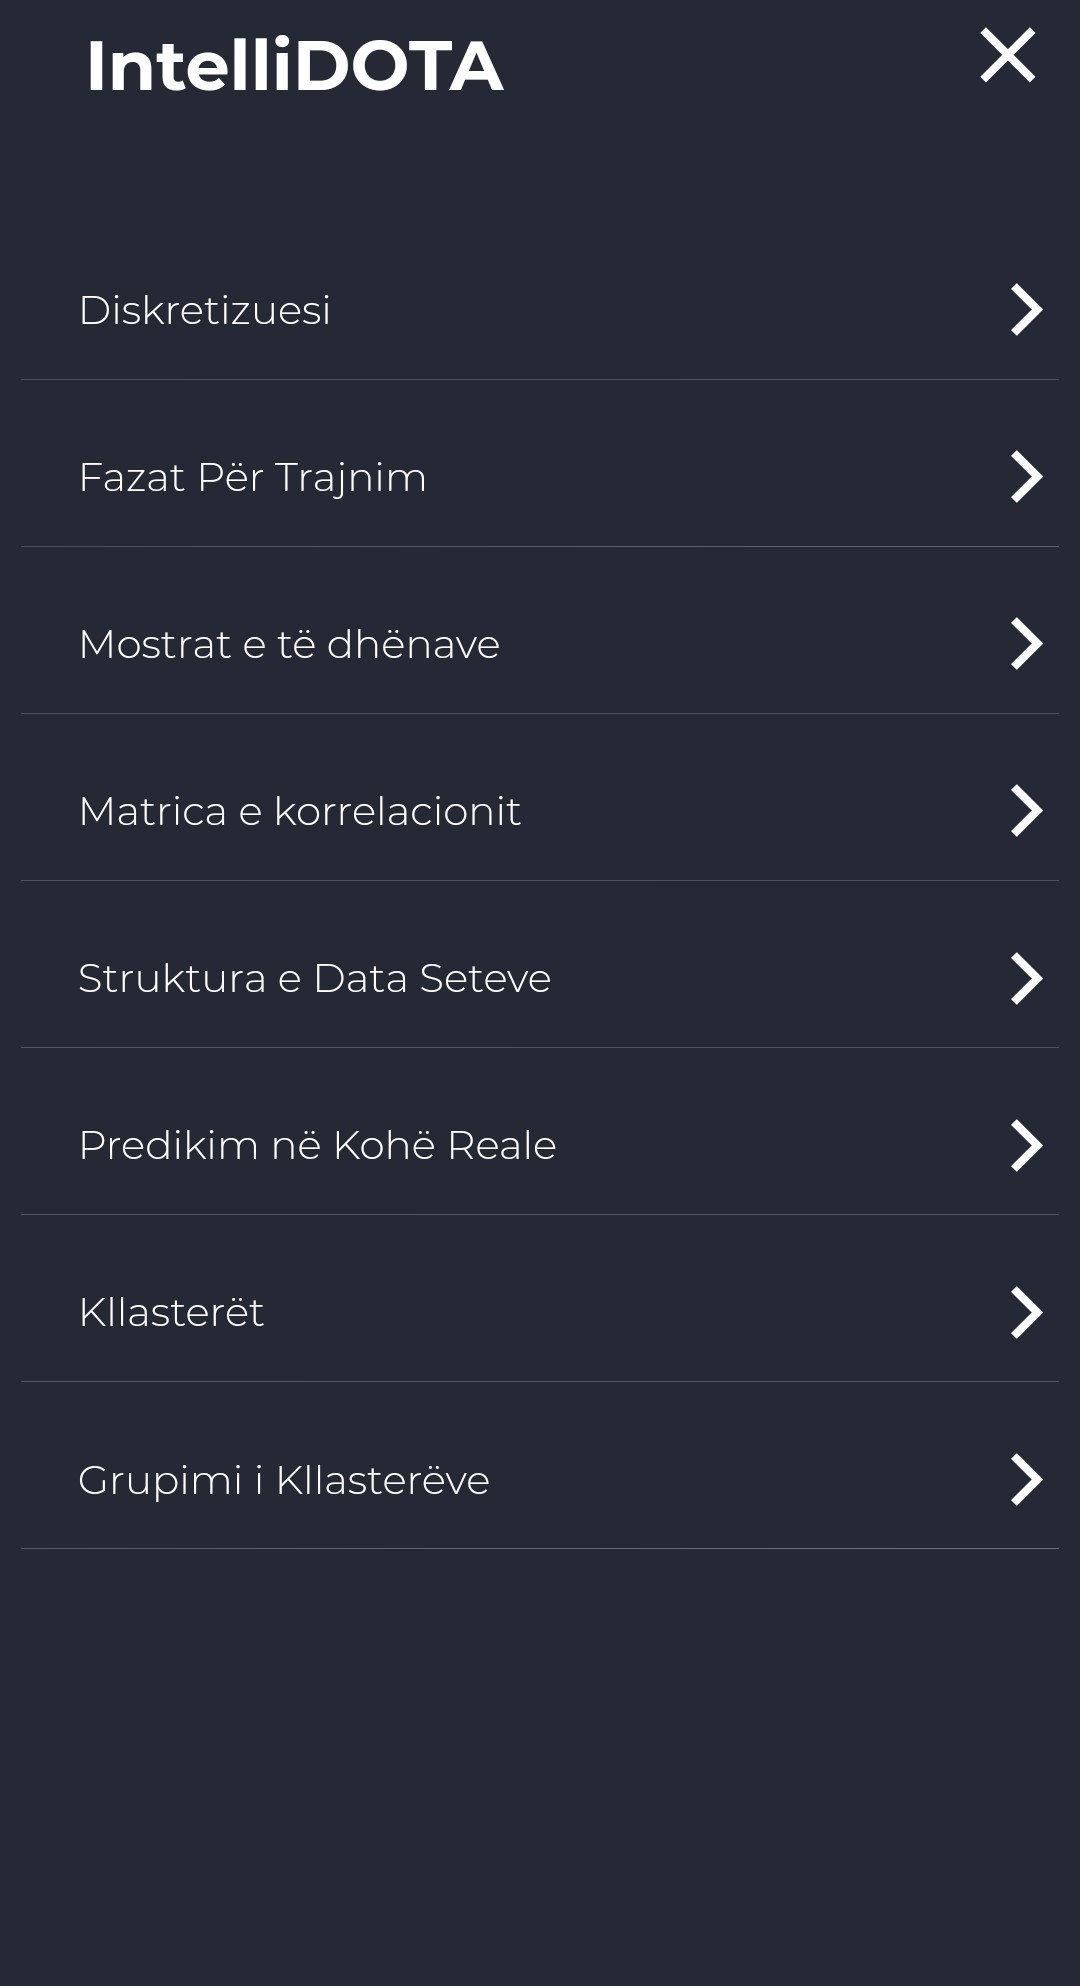 IntelliDOTA
Diskretizuesi
Fazat Për Trajnim
Mostrat e të dhënave
Matrica e korrelacionit
Struktura e Data Seteve
Predikim në Kohë Reale
Kllasterët
Grupimi i Kllasterëve